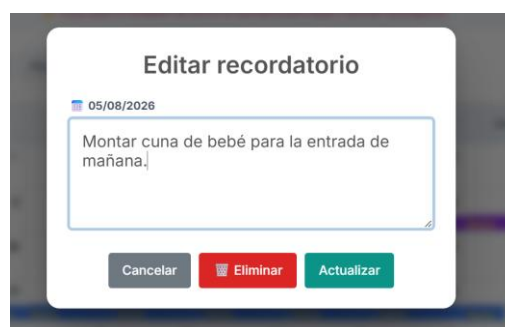 Editar recordatorio
05/08/2026
Montar cuna de bebé para la entrada de
mañana.
Cancelar
Eliminar
Actualizar